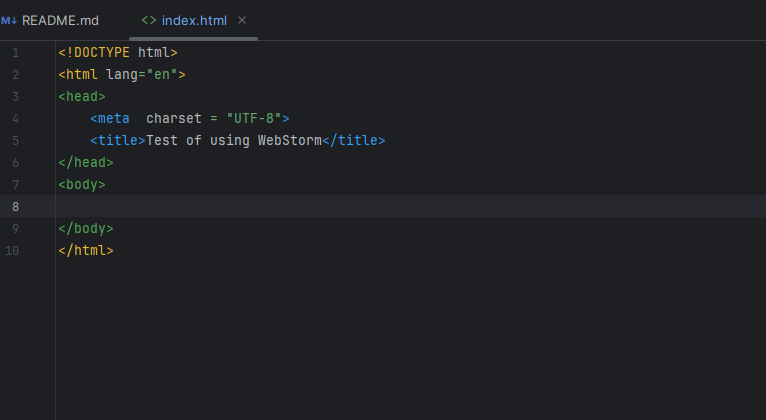 M↓ README.md <> index.html ×
1 <!DOCTYPE html>
2 <html lang="en">
3 <head>
4     <meta  charset = "UTF-8">
5     <title>Test of using WebStorm</title>
6 </head>
7 <body>
8
9 </body>
10 </html>